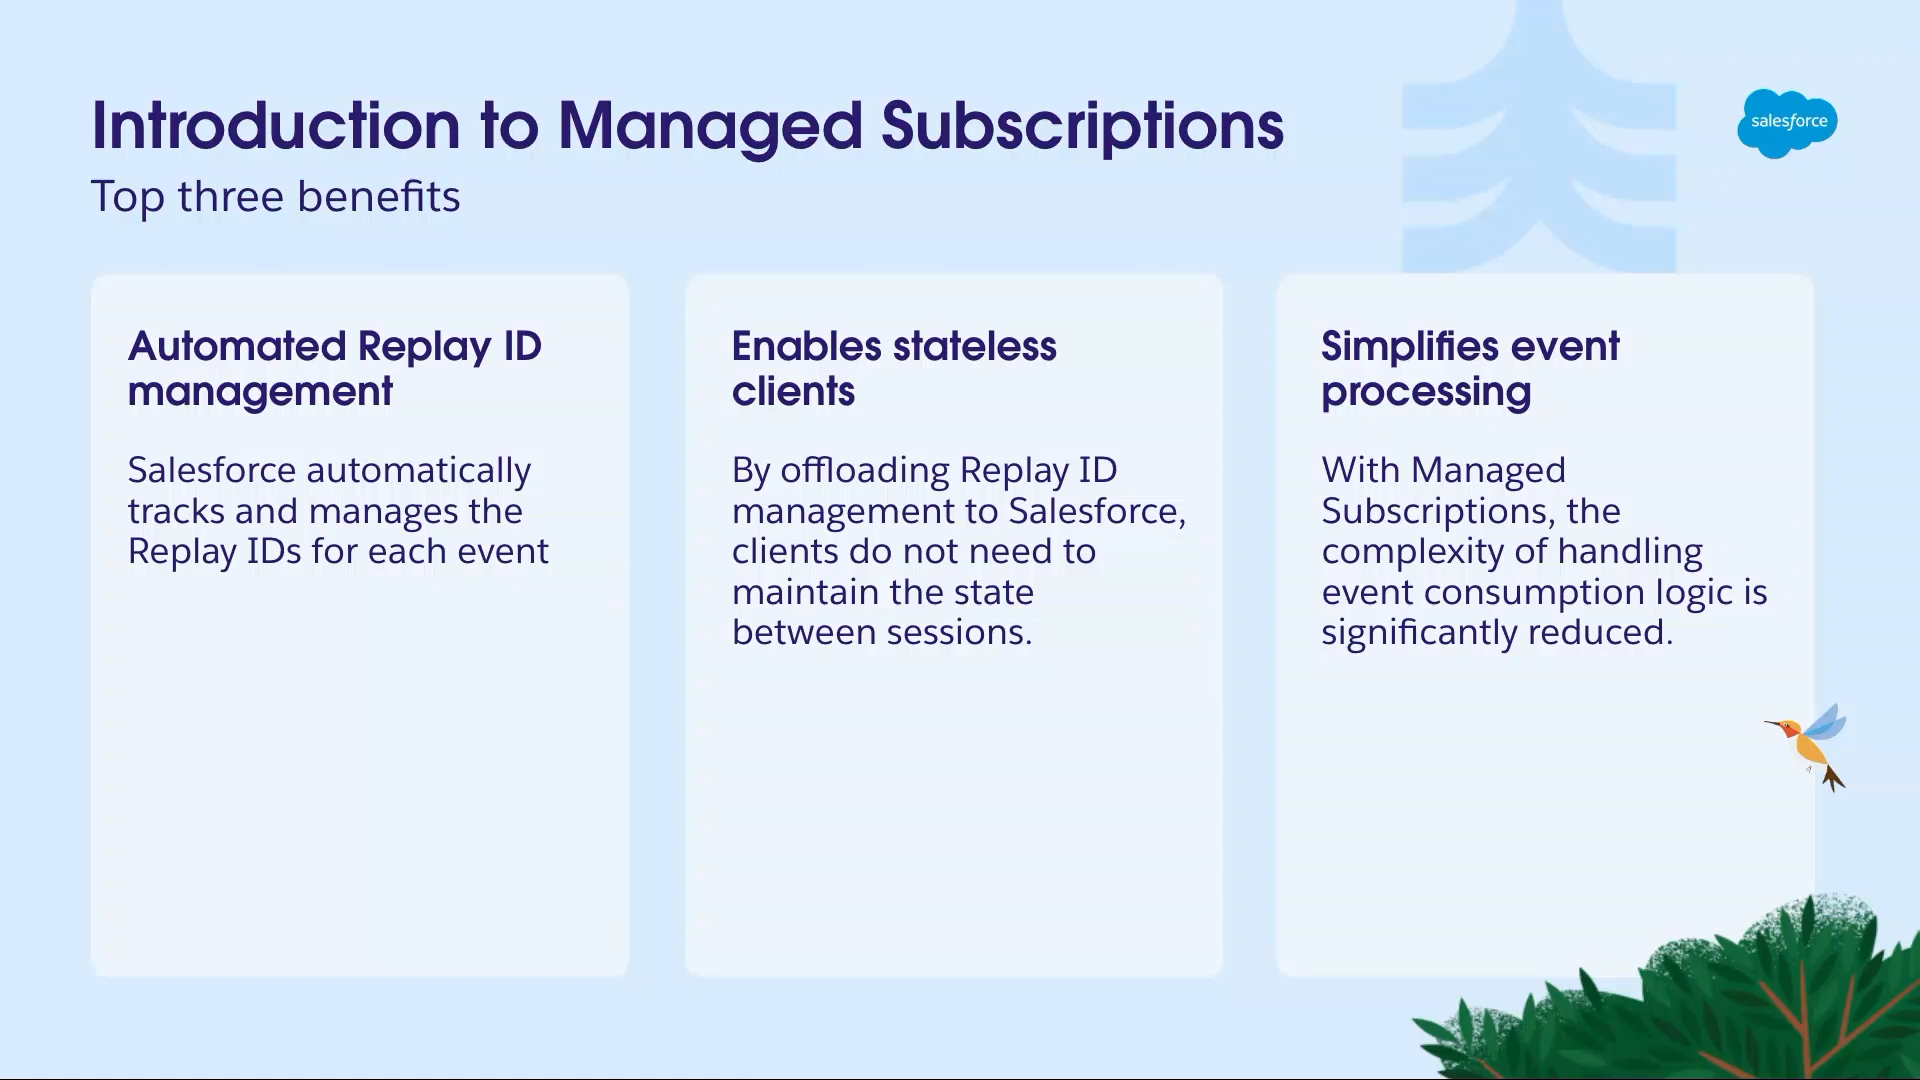 Introduction to Managed Subscriptions
Top three benefits
salesforce
Automated Replay ID
management
Salesforce automatically
tracks and manages the
Replay IDs for each event
Enables stateless
clients
By offloading Replay ID
management to Salesforce,
clients do not need to
maintain the state
between sessions.
Simplifies event
processing
With Managed
Subscriptions, the
complexity of handling
event consumption logic is
significantly reduced.